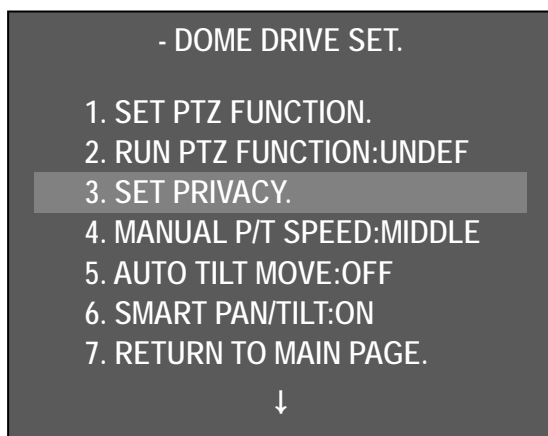 - DOME DRIVE SET.
1. SET PTZ FUNCTION.
2. RUN PTZ FUNCTION:UNDEF
3. SET PRIVACY.
4. MANUAL P/T SPEED:MIDDLE
5. AUTO TILT MOVE:OFF
6. SMART PAN/TILT:ON
7. RETURN TO MAIN PAGE.
↓